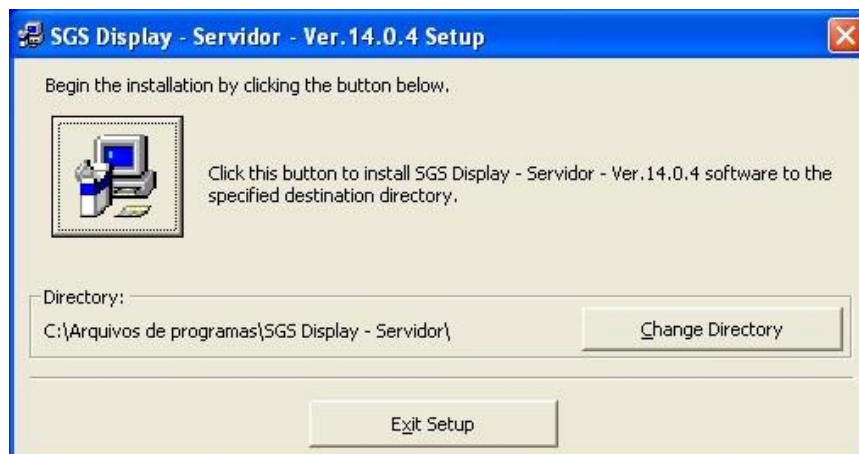 SGS Display - Servidor - Ver.14.0.4 Setup
Begin the installation by clicking the button below.
Click this button to install SGS Display - Servidor - Ver.14.0.4 software to the
specified destination directory.
Directory:
C:\Arquivos de programas\SGS Display - Servidor\
Change Directory
Exit Setup